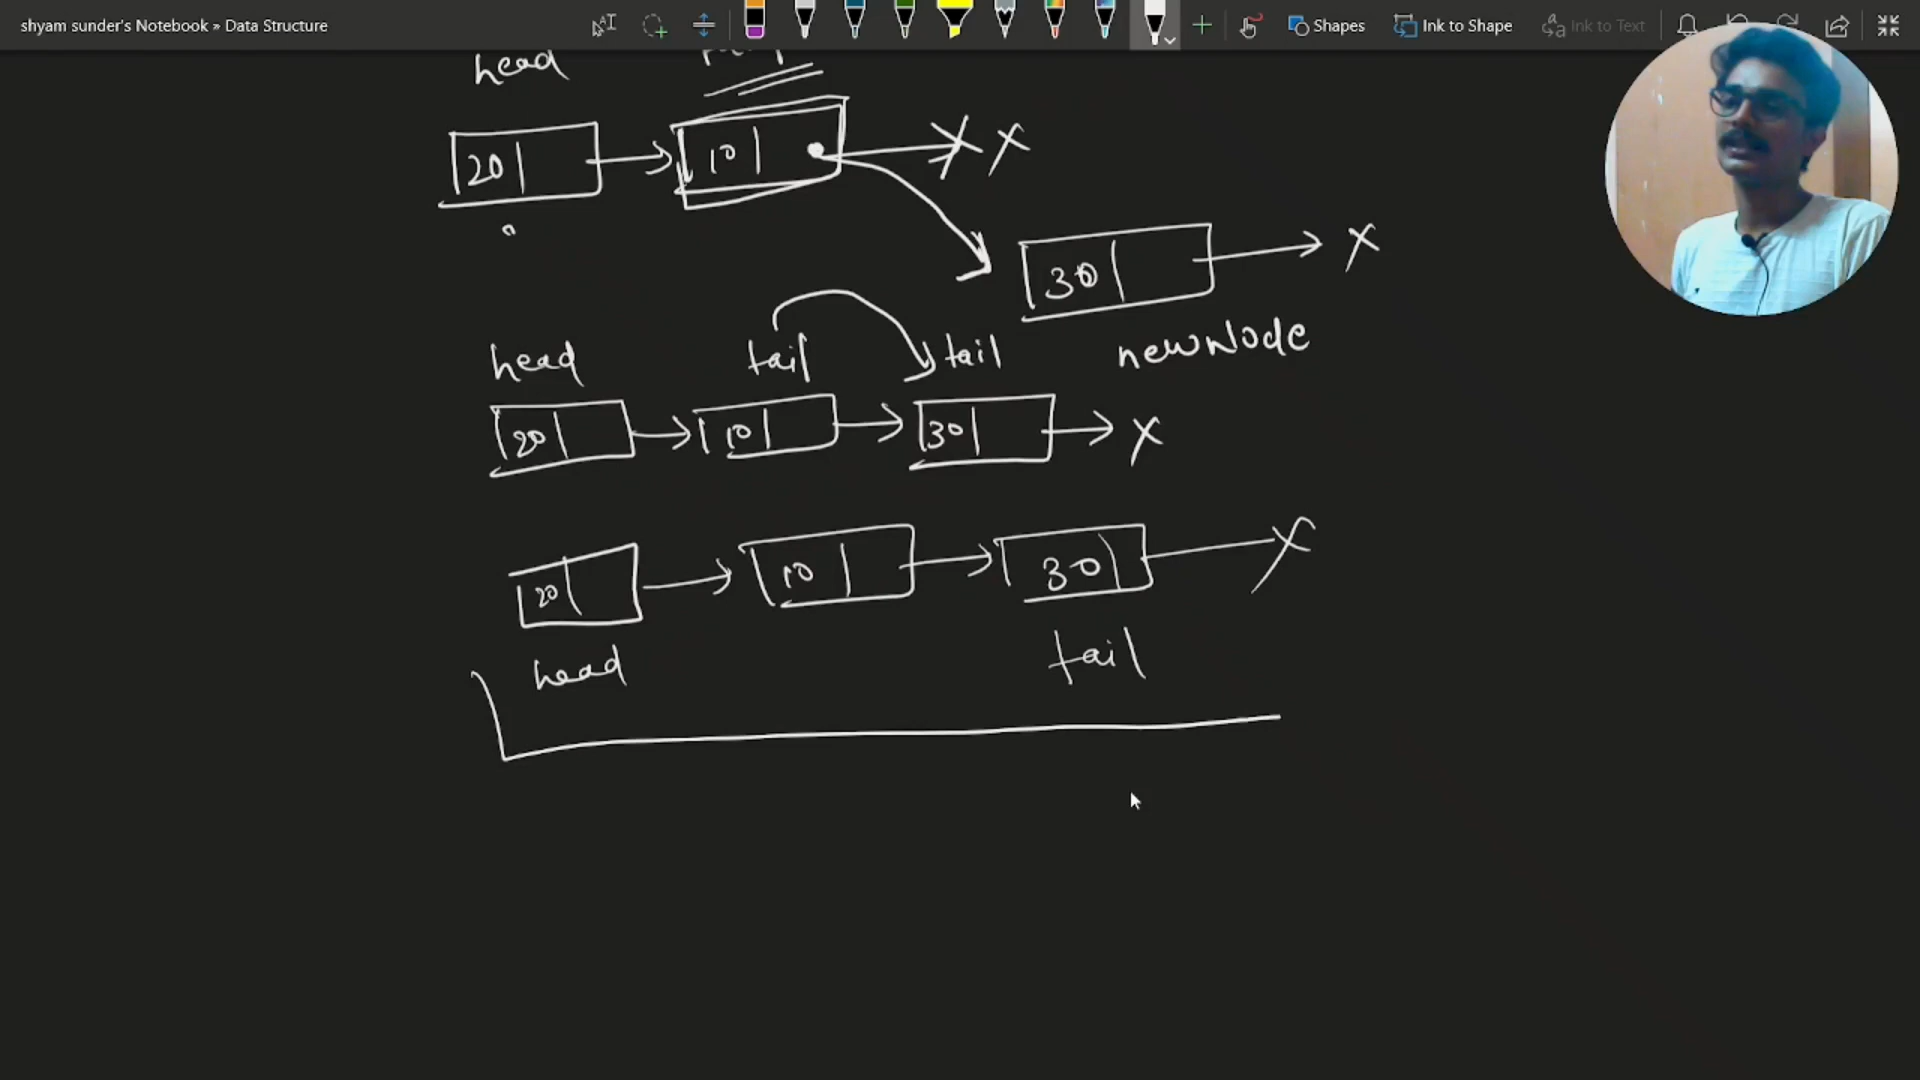 shyam sunder's Notebook » Data Structure
Shapes
Ink to Shape
Ink to Text
head
20 10 X X
30 X
newNode
head tail tail
20 10 30 X
20 10 30 X
head tail